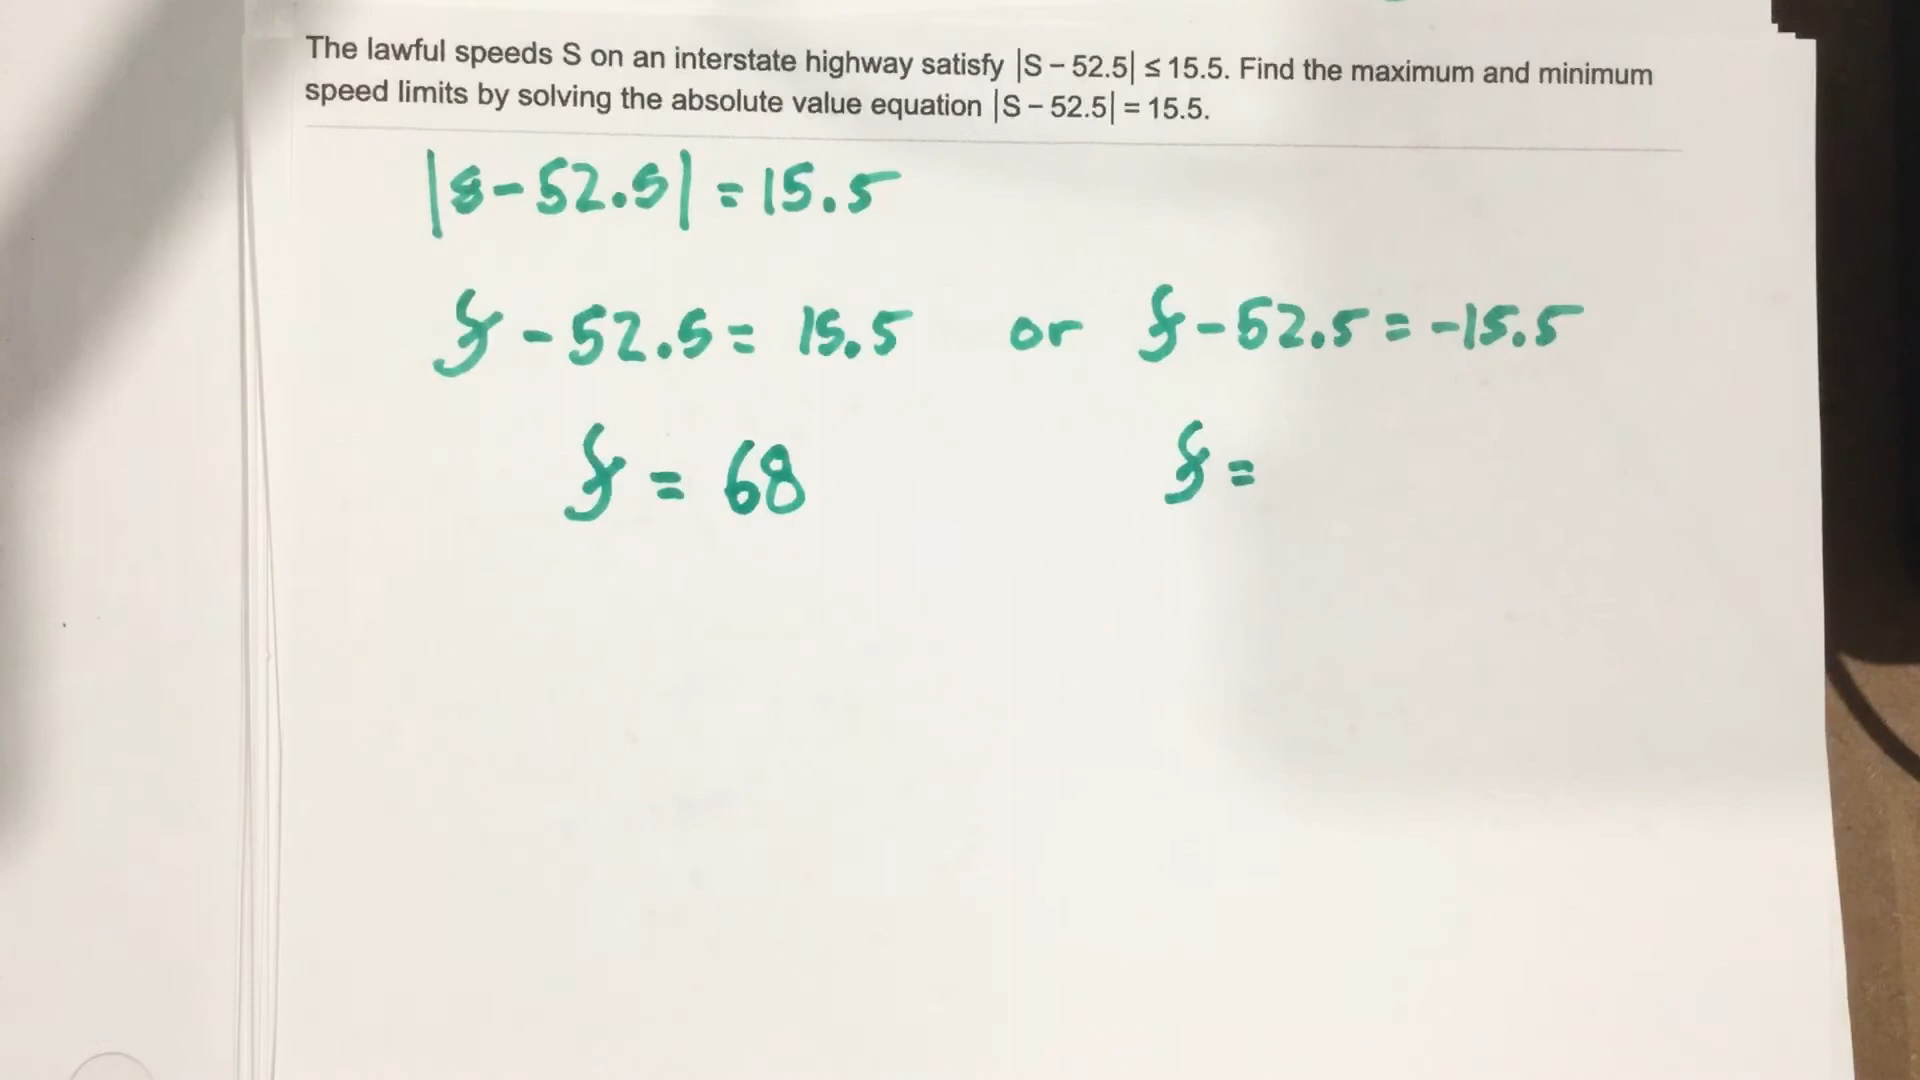 The lawful speeds S on an interstate highway satisfy |S − 52.5| ≤ 15.5. Find the maximum and minimum
speed limits by solving the absolute value equation |S − 52.5| = 15.5.
|s-52.5| = 15.5
S - 52.5 = 15.5 or S - 52.5 = -15.5
S = 68 S =